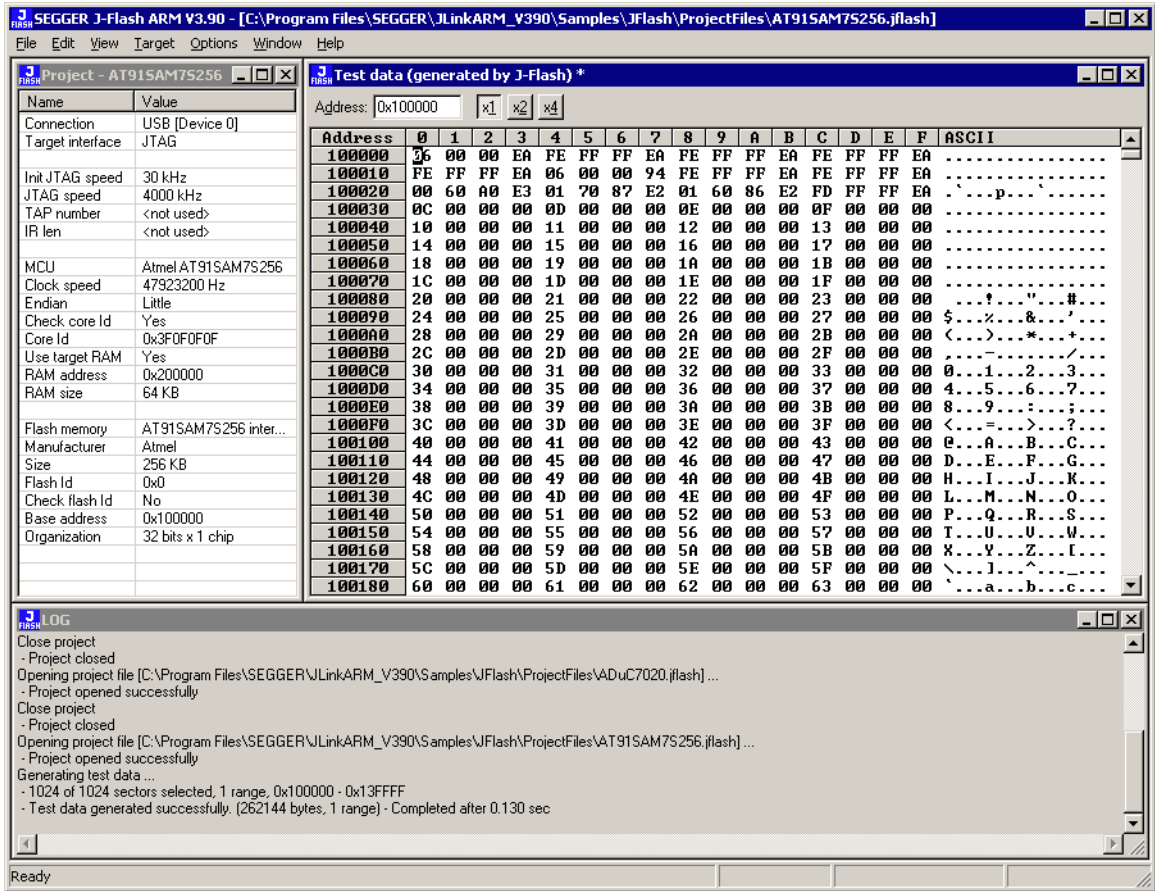 SEGGER J-Flash ARM V3.90 - [C:\Program Files\SEGGER\JLinkARM_V390\Samples\JFlash\ProjectFiles\AT91SAM7S256.jflash]
File Edit View Target Options Window Help
Project - AT91SAM7S256
Name Value
Connection USB [Device 0]
Target interface JTAG
Init JTAG speed 30 kHz
JTAG speed 4000 kHz
TAP number <not used>
IR len <not used>
MCU Atmel AT91SAM7S256
Clock speed 47923200 Hz
Endian Little
Check core Id Yes
Core Id 0x3F0F0F0F
Use target RAM Yes
RAM address 0x200000
RAM size 64 KB
Flash memory AT91SAM7S256 inter...
Manufacturer Atmel
Size 256 KB
Flash Id 0x0
Check flash Id No
Base address 0x100000
Organization 32 bits x 1 chip
Test data (generated by J-Flash) *
Address: 0x100000 x1 x2 x4
Address 0 1 2 3 4 5 6 7 8 9 A B C D E F ASCII
100000 06 00 00 EA FE FF FF EA FE FF FF EA FE FF FF EA ................
100010 FE FF FF EA 06 00 00 94 FE FF FF EA FE FF FF EA ................
100020 00 60 A0 E3 01 70 87 E2 01 60 86 E2 FD FF FF EA .`...p...`......
100030 0C 00 00 00 0D 00 00 00 0E 00 00 00 0F 00 00 00 ................
100040 10 00 00 00 11 00 00 00 12 00 00 00 13 00 00 00 ................
100050 14 00 00 00 15 00 00 00 16 00 00 00 17 00 00 00 ................
100060 18 00 00 00 19 00 00 00 1A 00 00 00 1B 00 00 00 ................
100070 1C 00 00 00 1D 00 00 00 1E 00 00 00 1F 00 00 00 ................
100080 20 00 00 00 21 00 00 00 22 00 00 00 23 00 00 00  ...!..."...#...
100090 24 00 00 00 25 00 00 00 26 00 00 00 27 00 00 00 $...%...&...'...
1000A0 28 00 00 00 29 00 00 00 2A 00 00 00 2B 00 00 00 (...)...*...+...
1000B0 2C 00 00 00 2D 00 00 00 2E 00 00 00 2F 00 00 00 ,...-......./...
1000C0 30 00 00 00 31 00 00 00 32 00 00 00 33 00 00 00 0...1...2...3...
1000D0 34 00 00 00 35 00 00 00 36 00 00 00 37 00 00 00 4...5...6...7...
1000E0 38 00 00 00 39 00 00 00 3A 00 00 00 3B 00 00 00 8...9...:...;...
1000F0 3C 00 00 00 3D 00 00 00 3E 00 00 00 3F 00 00 00 <...=...>...?...
100100 40 00 00 00 41 00 00 00 42 00 00 00 43 00 00 00 @...A...B...C...
100110 44 00 00 00 45 00 00 00 46 00 00 00 47 00 00 00 D...E...F...G...
100120 48 00 00 00 49 00 00 00 4A 00 00 00 4B 00 00 00 H...I...J...K...
100130 4C 00 00 00 4D 00 00 00 4E 00 00 00 4F 00 00 00 L...M...N...O...
100140 50 00 00 00 51 00 00 00 52 00 00 00 53 00 00 00 P...Q...R...S...
100150 54 00 00 00 55 00 00 00 56 00 00 00 57 00 00 00 T...U...V...W...
100160 58 00 00 00 59 00 00 00 5A 00 00 00 5B 00 00 00 X...Y...Z...[...
100170 5C 00 00 00 5D 00 00 00 5E 00 00 00 5F 00 00 00 \...]...^..._...
100180 60 00 00 00 61 00 00 00 62 00 00 00 63 00 00 00 `...a...b...c...
LOG
Close project
- Project closed
Opening project file [C:\Program Files\SEGGER\JLinkARM_V390\Samples\JFlash\ProjectFiles\ADuC7020.jflash] ...
- Project opened successfully
Close project
- Project closed
Opening project file [C:\Program Files\SEGGER\JLinkARM_V390\Samples\JFlash\ProjectFiles\AT91SAM7S256.jflash] ...
- Project opened successfully
Generating test data ...
- 1024 of 1024 sectors selected, 1 range, 0x100000 - 0x13FFFF
- Test data generated successfully. (262144 bytes, 1 range) - Completed after 0.130 sec
Ready